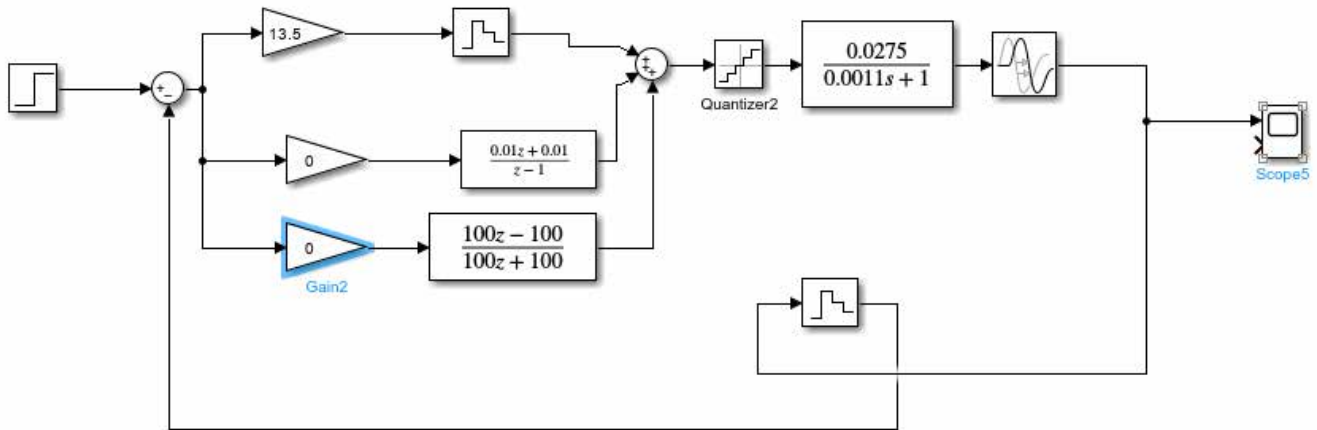 13.5
+
−
+
+
+
Quantizer2
0.0275
0.0011s + 1
0
0.01z + 0.01
z − 1
0
100z − 100
100z + 100
Gain2
Scope5